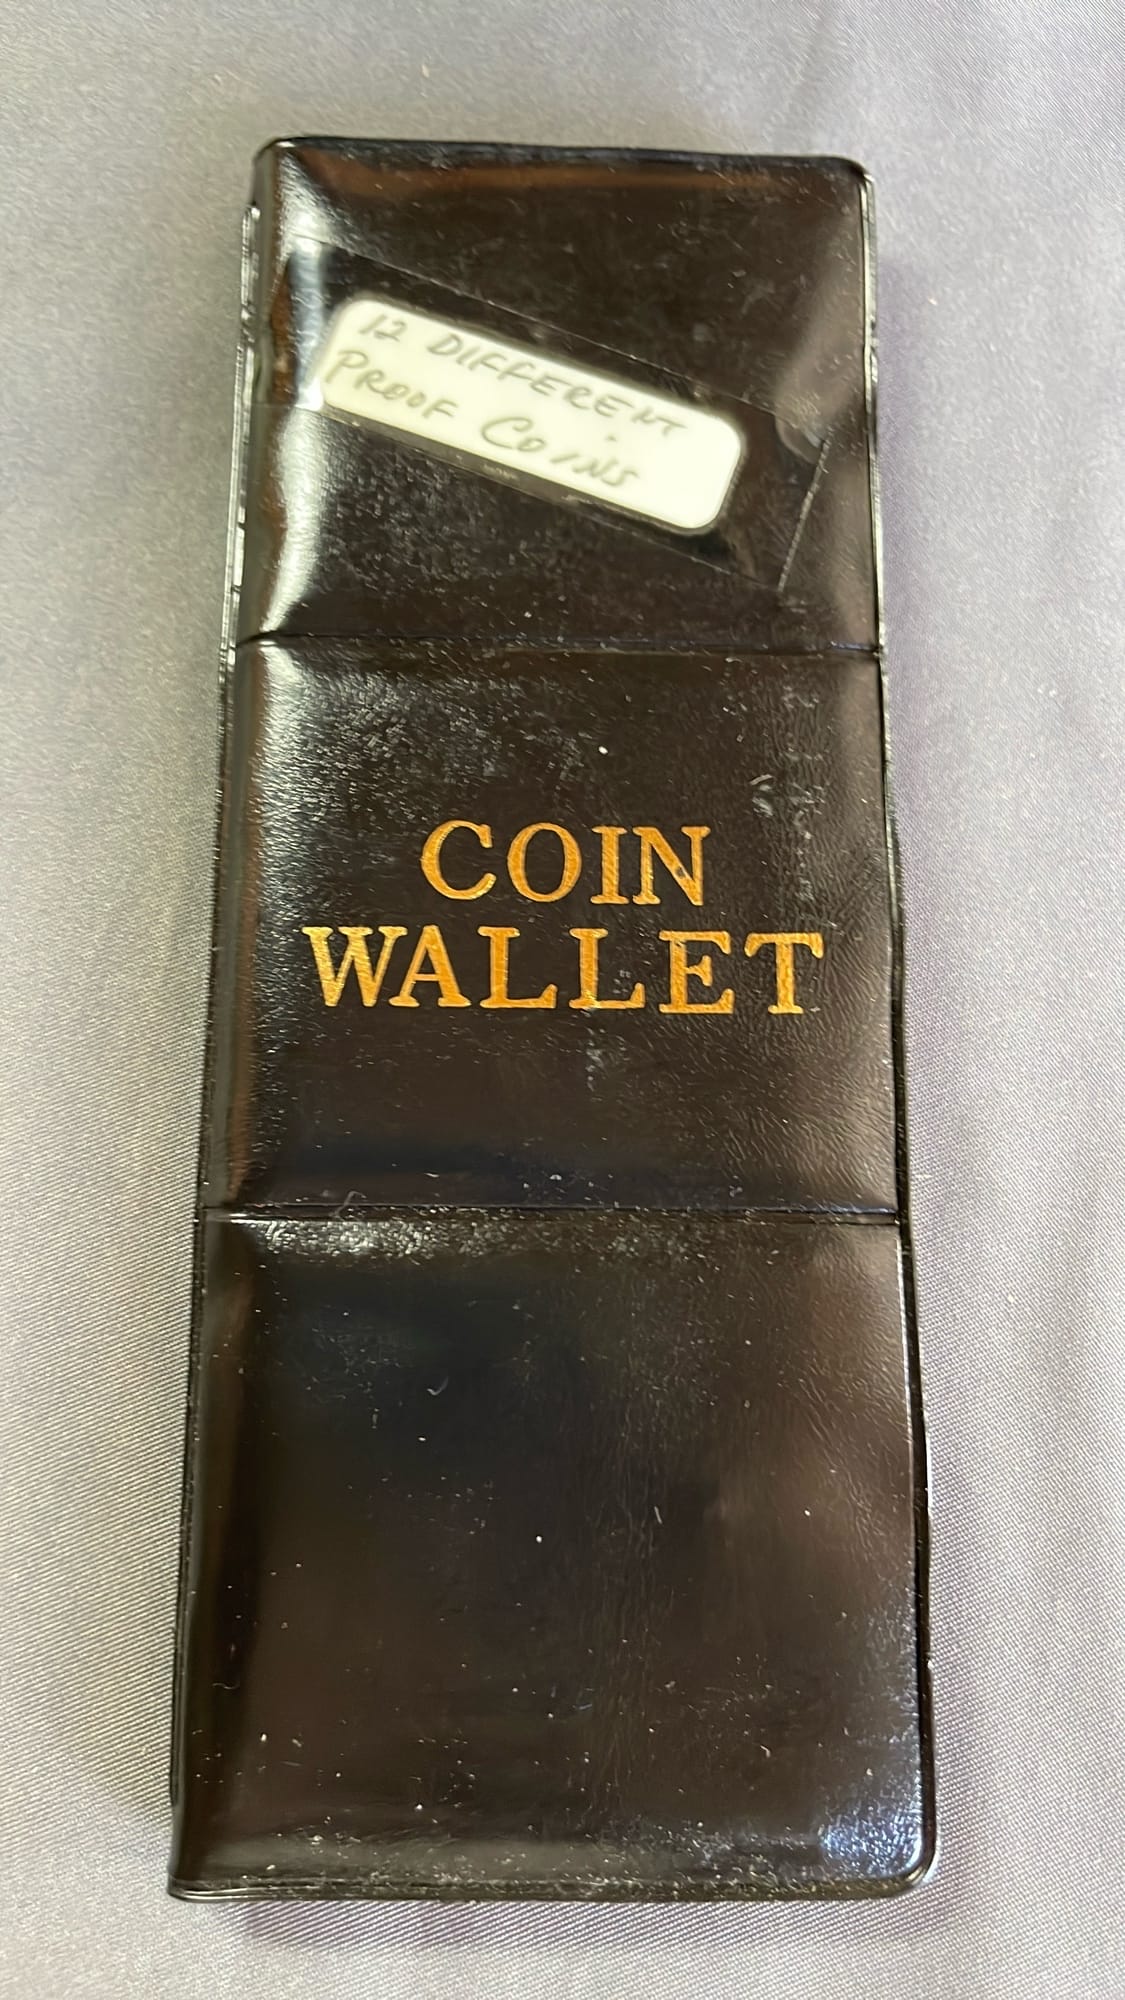 12 DIFFERENT
PROOF COINS
COIN
WALLET